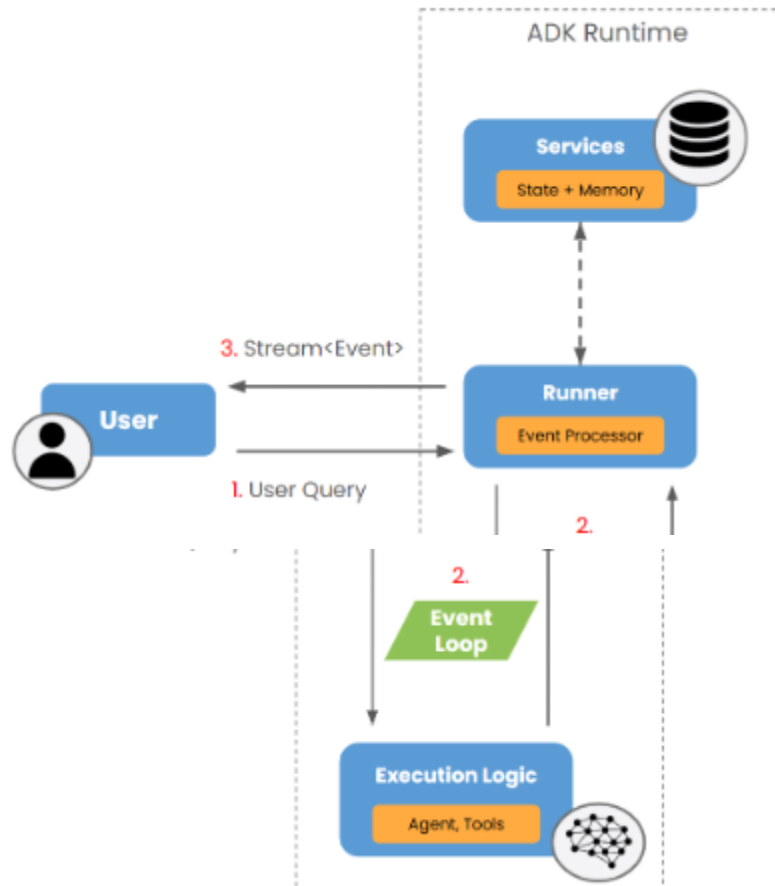 ADK Runtime
Services
State + Memory
3. Stream<Event>
Runner
User
Event Processor
1. User Query
2.
2.
Event
Loop
Execution Logic
Agent, Tools